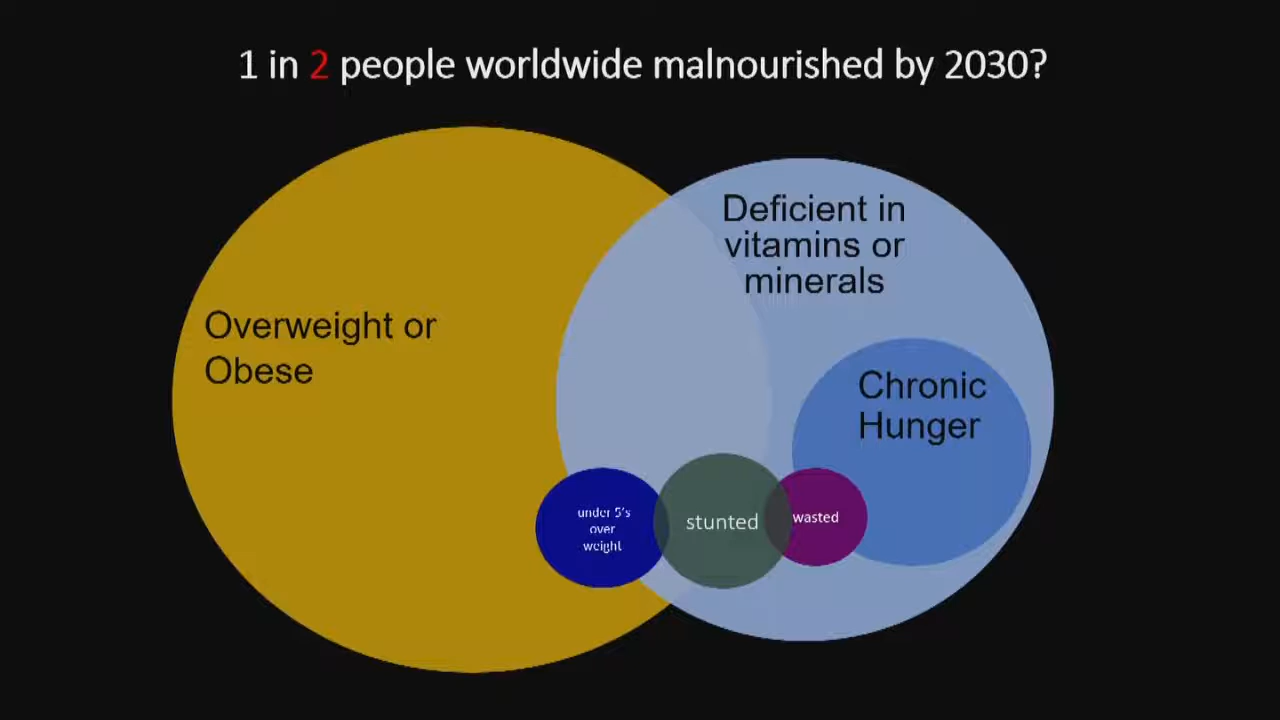 1 in 2 people worldwide malnourished by 2030?
Overweight or
Obese
Deficient in
vitamins or
minerals
Chronic
Hunger
under 5's
over
weight
stunted
wasted